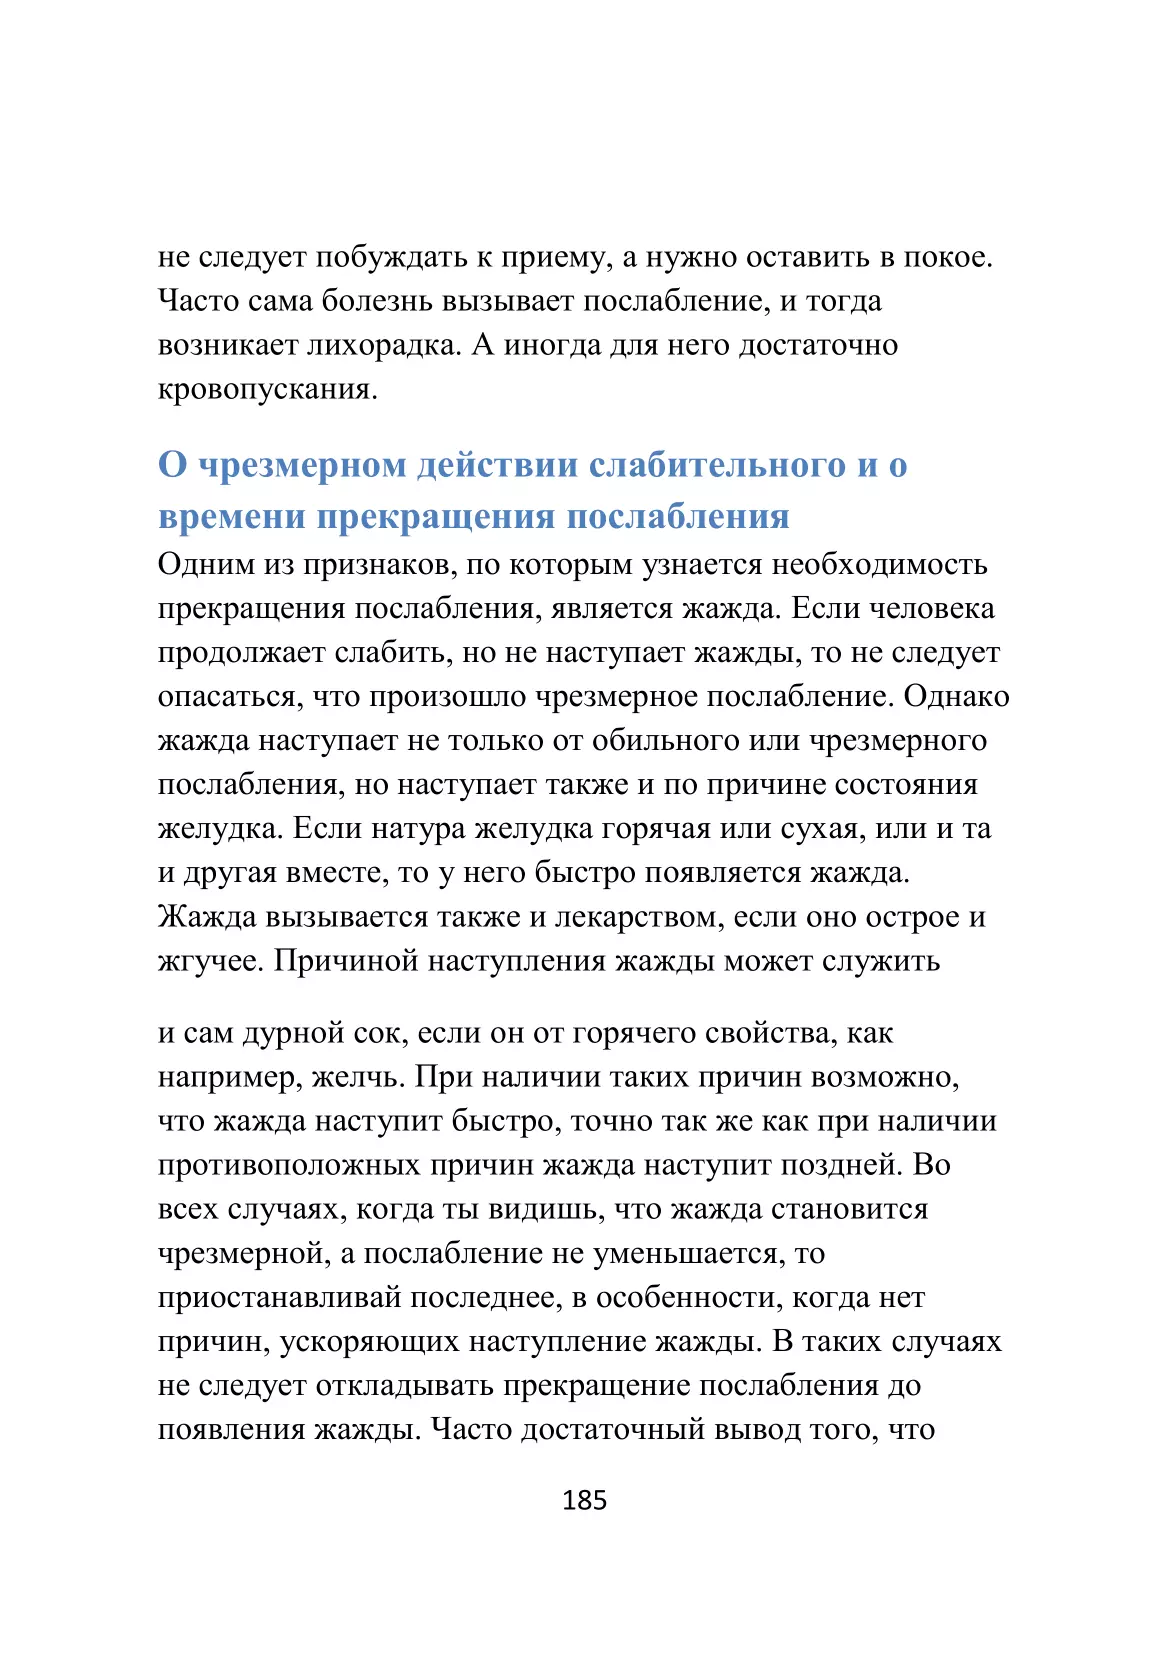 не следует побуждать к приему, а нужно оставить в покое.
Часто сама болезнь вызывает послабление, и тогда
возникает лихорадка. А иногда для него достаточно
кровопускания.
О чрезмерном действии слабительного и о
времени прекращения послабления
Одним из признаков, по которым узнается необходимость
прекращения послабления, является жажда. Если человека
продолжает слабить, но не наступает жажды, то не следует
опасаться, что произошло чрезмерное послабление. Однако
жажда наступает не только от обильного или чрезмерного
послабления, но наступает также и по причине состояния
желудка. Если натура желудка горячая или сухая, или и та
и другая вместе, то у него быстро появляется жажда.
Жажда вызывается также и лекарством, если оно острое и
жгучее. Причиной наступления жажды может служить
и сам дурной сок, если он от горячего свойства, как
например, желчь. При наличии таких причин возможно,
что жажда наступит быстро, точно так же как при наличии
противоположных причин жажда наступит поздней. Во
всех случаях, когда ты видишь, что жажда становится
чрезмерной, а послабление не уменьшается, то
приостанавливай последнее, в особенности, когда нет
причин, ускоряющих наступление жажды. В таких случаях
не следует откладывать прекращение послабления до
появления жажды. Часто достаточный вывод того, что
185